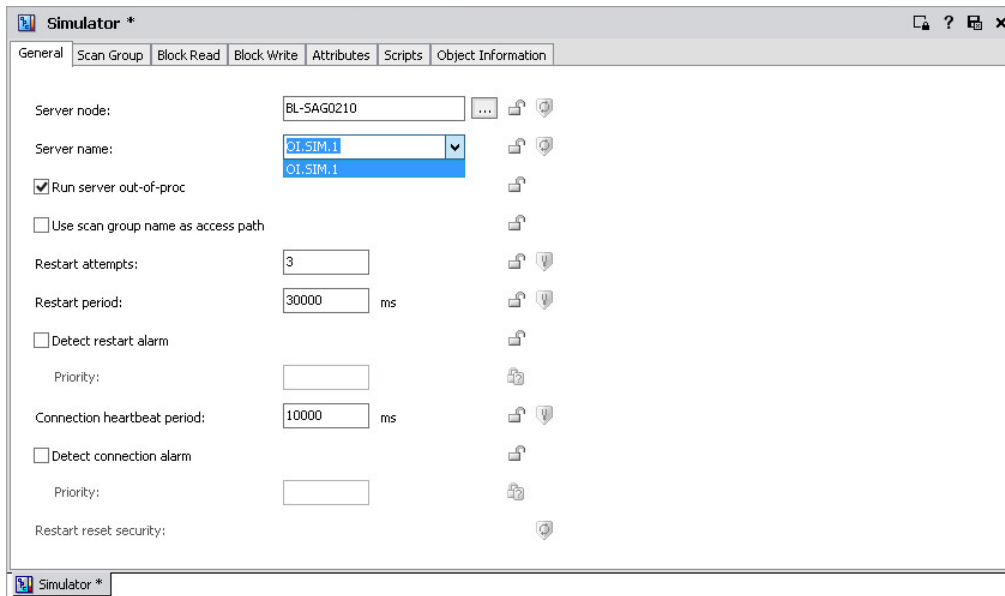 Simulator *
General Scan Group Block Read Block Write Attributes Scripts Object Information
Server node: BL-SAG0210 ...
Server name: OI.SIM.1
OI.SIM.1
Run server out-of-proc
Use scan group name as access path
Restart attempts: 3
Restart period: 30000 ms
Detect restart alarm
Priority:
Connection heartbeat period: 10000 ms
Detect connection alarm
Priority:
Restart reset security:
Simulator *